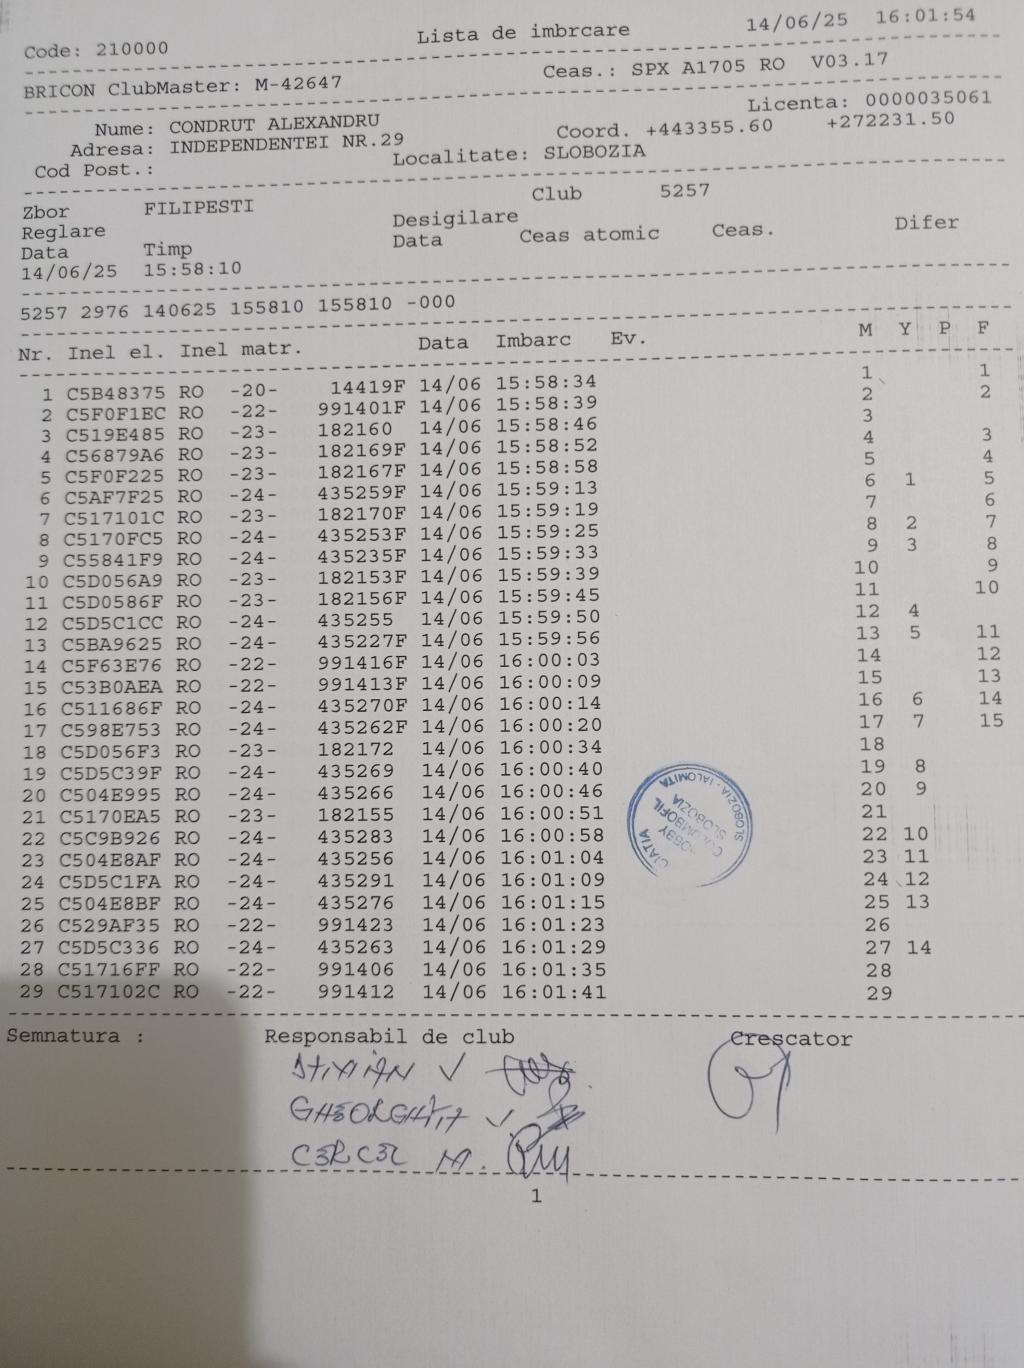 Code: 210000 Lista de imbrcare 14/06/25 16:01:54
BRICON ClubMaster: M-42647 Ceas.: SPX A1705 RO V03.17
Licenta: 0000035061
Nume: CONDRUT ALEXANDRU
Adresa: INDEPENDENTEI NR.29 Coord. +443355.60 +272231.50
Cod Post.: Localitate: SLOBOZIA
Club 5257
Zbor FILIPESTI
Reglare Desigilare
Data Timp Data Ceas atomic Ceas. Difer
14/06/25 15:58:10
5257 2976 140625 155810 155810 -000
Nr. Inel el. Inel matr. Data Imbarc Ev. M Y P F
1 C5B48375 RO -20- 14419F 14/06 15:58:34 1 1
2 C5F0F1EC RO -22- 991401F 14/06 15:58:39 2 2
3 C519E485 RO -23- 182160 14/06 15:58:46 3
4 C56879A6 RO -23- 182169F 14/06 15:58:52 4 3
5 C5F0F225 RO -23- 182167F 14/06 15:58:58 5 4
6 C5AF7F25 RO -24- 435259F 14/06 15:59:13 6 1 5
7 C517101C RO -23- 182170F 14/06 15:59:19 7 6
8 C5170FC5 RO -24- 435253F 14/06 15:59:25 8 2 7
9 C55841F9 RO -24- 435235F 14/06 15:59:33 9 3 8
10 C5D056A9 RO -23- 182153F 14/06 15:59:39 10 9
11 C5D0586F RO -23- 182156F 14/06 15:59:45 11 10
12 C5D5C1CC RO -24- 435255 14/06 15:59:50 12 4
13 C5BA9625 RO -24- 435227F 14/06 15:59:56 13 5 11
14 C5F63E76 RO -22- 991416F 14/06 16:00:03 14 12
15 C53B0AEA RO -22- 991413F 14/06 16:00:09 15 13
16 C511686F RO -24- 435270F 14/06 16:00:14 16 6 14
17 C598E753 RO -24- 435262F 14/06 16:00:20 17 7 15
18 C5D056F3 RO -23- 182172 14/06 16:00:34 18
19 C5D5C39F RO -24- 435269 14/06 16:00:40 19 8
20 C504E995 RO -24- 435266 14/06 16:00:46 20 9
21 C5170EA5 RO -23- 182155 14/06 16:00:51 21
22 C5C9B926 RO -24- 435283 14/06 16:00:58 22 10
23 C504E8AF RO -24- 435256 14/06 16:01:04 23 11
24 C5D5C1FA RO -24- 435291 14/06 16:01:09 24 12
25 C504E8BF RO -24- 435276 14/06 16:01:15 25 13
26 C529AF35 RO -22- 991423 14/06 16:01:23 26
27 C5D5C336 RO -24- 435263 14/06 16:01:29 27 14
28 C51716FF RO -22- 991406 14/06 16:01:35 28
29 C517102C RO -22- 991412 14/06 16:01:41 29
SLOBOZIA - IALOMITA
COLUMBOFIL
SLOBOZIA
Semnatura : Responsabil de club Crescator
CERCEL M.
1